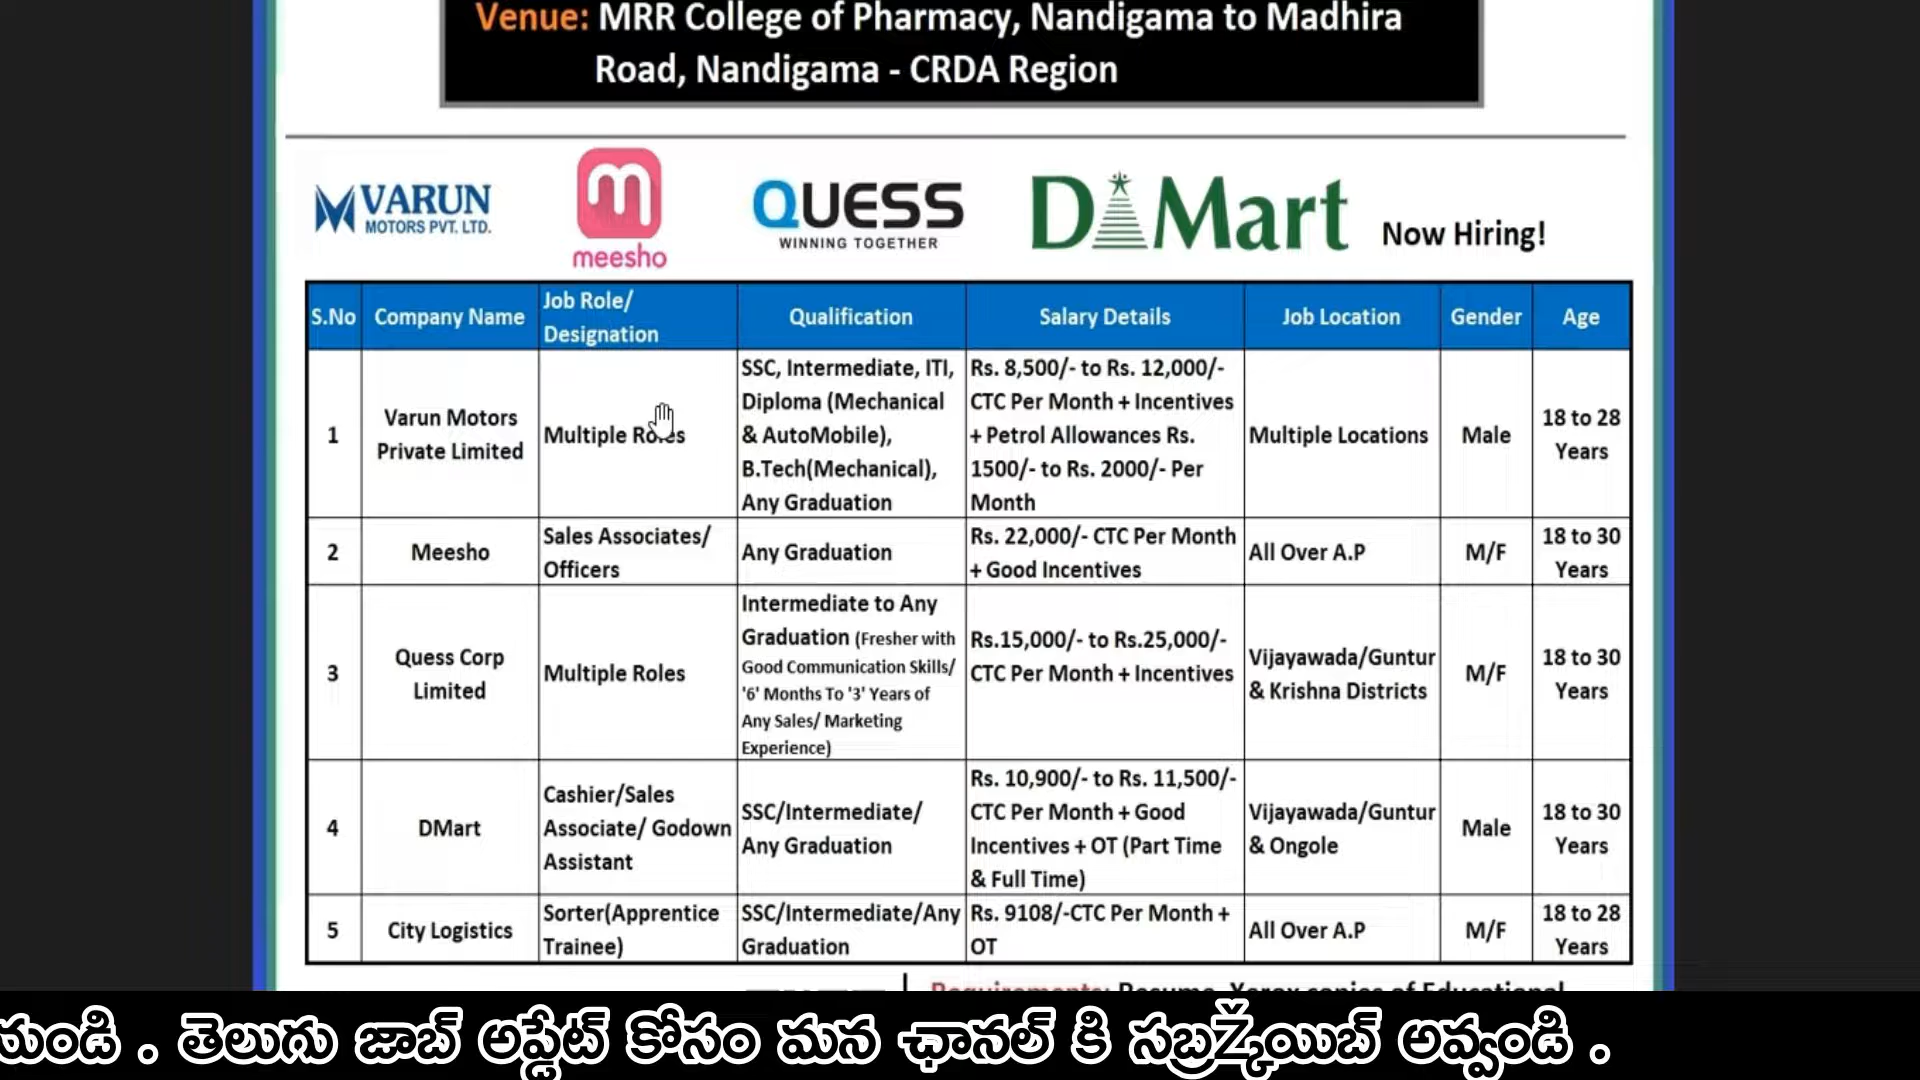 Venue: MRR College of Pharmacy, Nandigama to Madhira
Road, Nandigama - CRDA Region
VARUN
MOTORS PVT. LTD.
meesho
QUESS
WINNING TOGETHER
DMart
Now Hiring!
S.No Company Name Job Role/ Designation Qualification Salary Details Job Location Gender Age
1
Varun Motors
Private Limited
Multiple Roles
SSC, Intermediate, ITI,
Diploma (Mechanical
& AutoMobile),
B.Tech(Mechanical),
Any Graduation
Rs. 8,500/- to Rs. 12,000/-
CTC Per Month + Incentives
+ Petrol Allowances Rs.
1500/- to Rs. 2000/- Per
Month
Multiple Locations
Male
18 to 28
Years
2
Meesho
Sales Associates/
Officers
Any Graduation
Rs. 22,000/- CTC Per Month
+ Good Incentives
All Over A.P
M/F
18 to 30
Years
3
Quess Corp
Limited
Multiple Roles
Intermediate to Any
Graduation (Fresher with
Good Communication Skills/
'6' Months To '3' Years of
Any Sales/ Marketing
Experience)
Rs.15,000/- to Rs.25,000/-
CTC Per Month + Incentives
Vijayawada/Guntur
& Krishna Districts
M/F
18 to 30
Years
4
DMart
Cashier/Sales
Associate/ Godown
Assistant
SSC/Intermediate/
Any Graduation
Rs. 10,900/- to Rs. 11,500/-
CTC Per Month + Good
Incentives + OT (Part Time
& Full Time)
Vijayawada/Guntur
& Ongole
Male
18 to 30
Years
5
City Logistics
Sorter(Apprentice
Trainee)
SSC/Intermediate/Any
Graduation
Rs. 9108/-CTC Per Month +
OT
All Over A.P
M/F
18 to 28
Years
Requirements: Resume, Xerox copies of Educational
. తెలుగు జాబ్ అప్డేట్ కోసం మన ఛానల్ కి అవ్వండి .